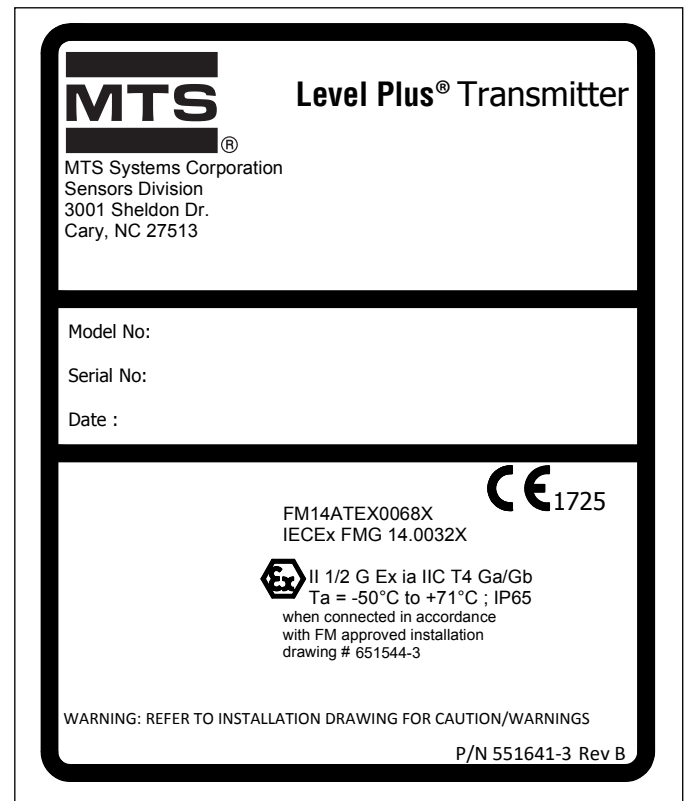 MTS
®
Level Plus® Transmitter
MTS Systems Corporation
Sensors Division
3001 Sheldon Dr.
Cary, NC 27513
Model No:
Serial No:
Date :
CE 1725
FM14ATEX0068X
IECEx FMG 14.0032X
Ex II 1/2 G Ex ia IIC T4 Ga/Gb
Ta = -50°C to +71°C ; IP65
when connected in accordance
with FM approved installation
drawing # 651544-3
WARNING: REFER TO INSTALLATION DRAWING FOR CAUTION/WARNINGS
P/N 551641-3 Rev B